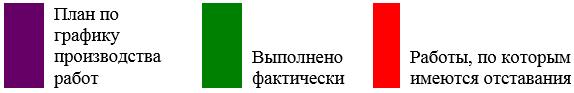 План по
графику
производства
работ
Выполнено
фактически
Работы, по которым
имеются отставания